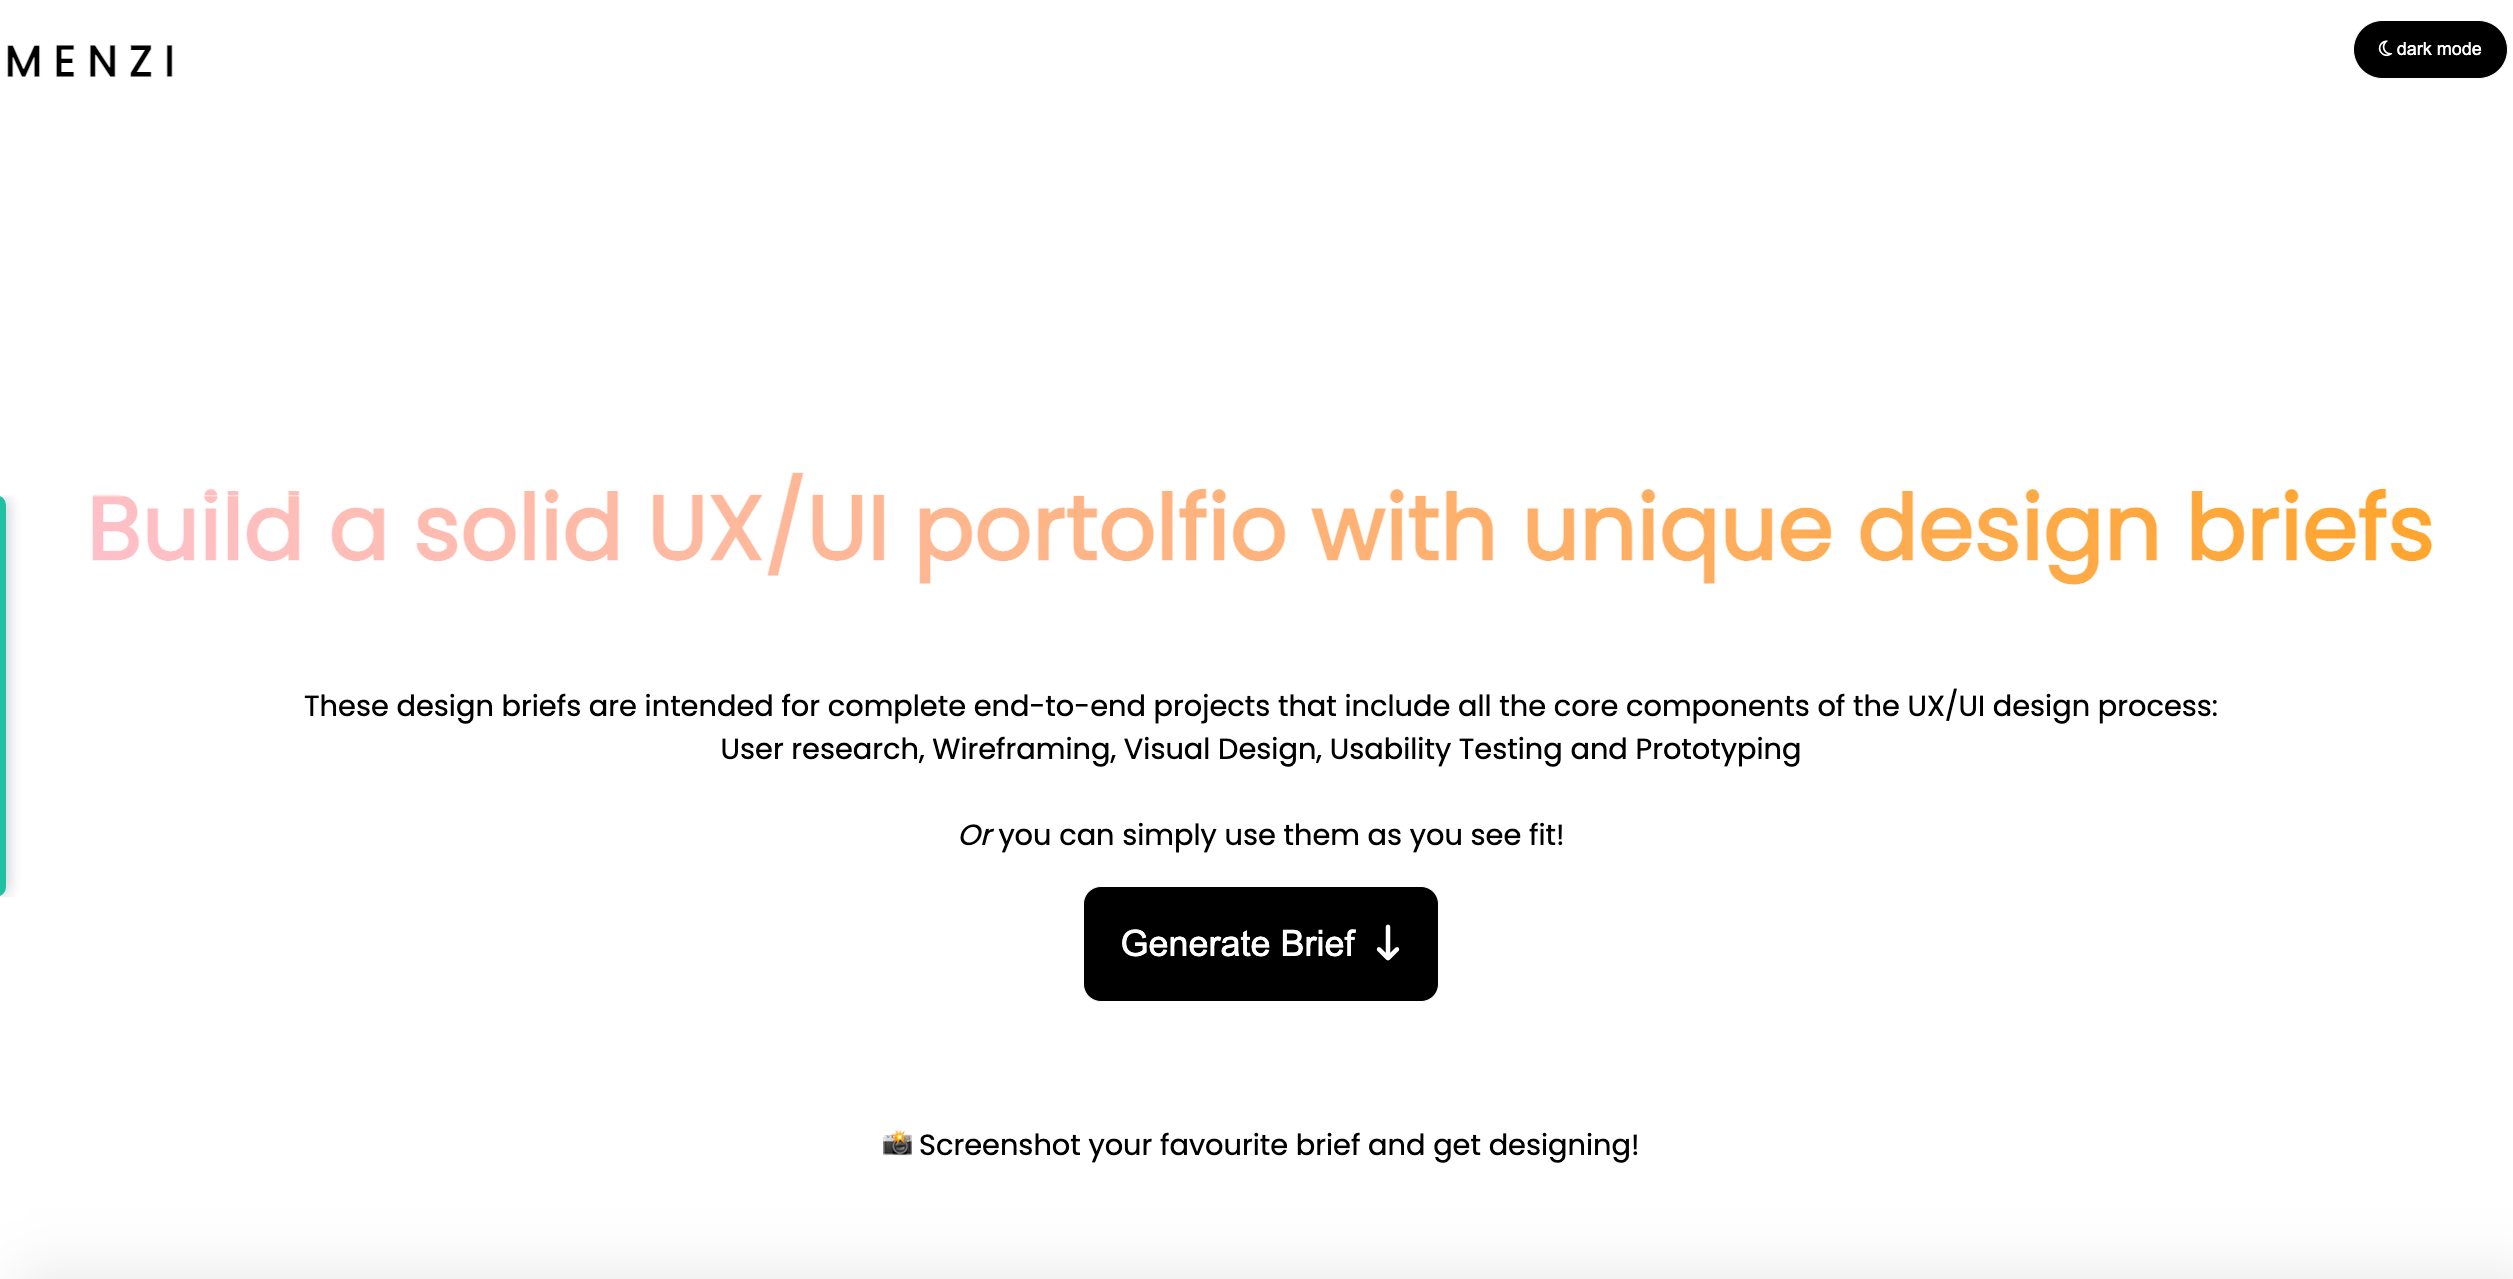 MENZI
dark mode
Build a solid UX/UI portolfio with unique design briefs
These design briefs are intended for complete end-to-end projects that include all the core components of the UX/UI design process:
User research, Wireframing, Visual Design, Usability Testing and Prototyping
Or you can simply use them as you see fit!
Generate Brief ↓
📸 Screenshot your favourite brief and get designing!